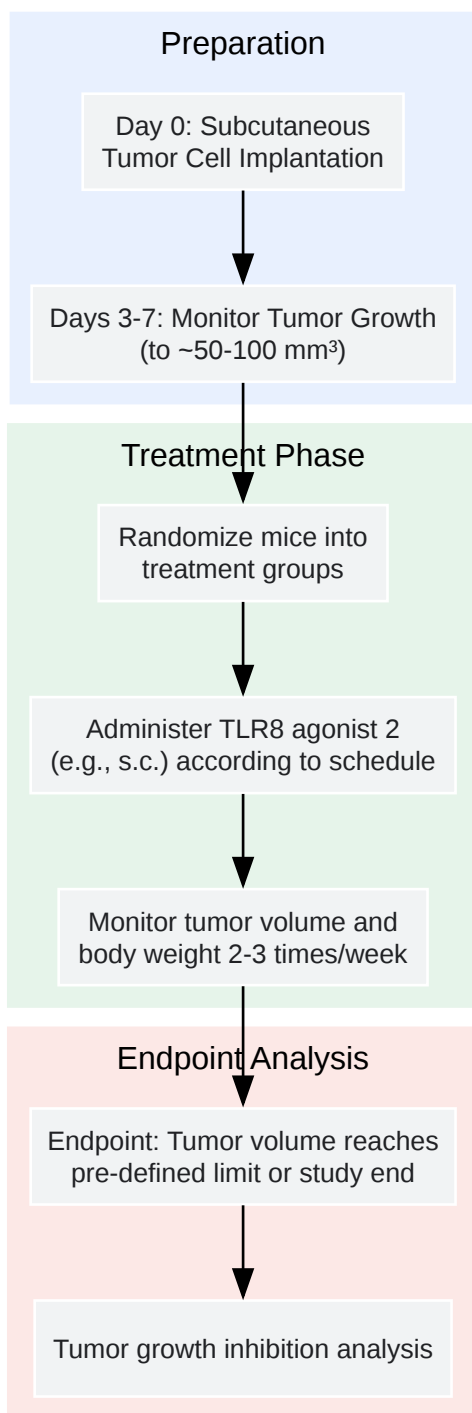 Preparation
Day 0: Subcutaneous
Tumor Cell Implantation
Days 3-7: Monitor Tumor Growth
(to ~50-100 mm³)
Treatment Phase
Randomize mice into
treatment groups
Administer TLR8 agonist 2
(e.g., s.c.) according to schedule
Monitor tumor volume and
body weight 2-3 times/week
Endpoint Analysis
Endpoint: Tumor volume reaches
pre-defined limit or study end
Tumor growth inhibition analysis